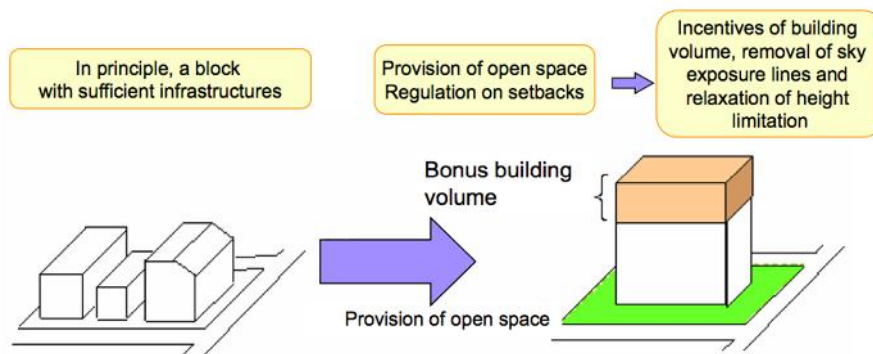 In principle, a block
with sufficient infrastructures
Provision of open space
Regulation on setbacks
Incentives of building
volume, removal of sky
exposure lines and
relaxation of height
limitation
Bonus building
volume
Provision of open space